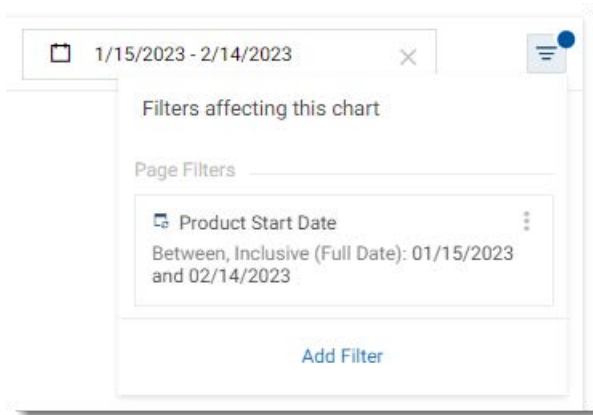 1/15/2023 - 2/14/2023
Filters affecting this chart
Page Filters
Product Start Date
Between, Inclusive (Full Date): 01/15/2023
and 02/14/2023
Add Filter